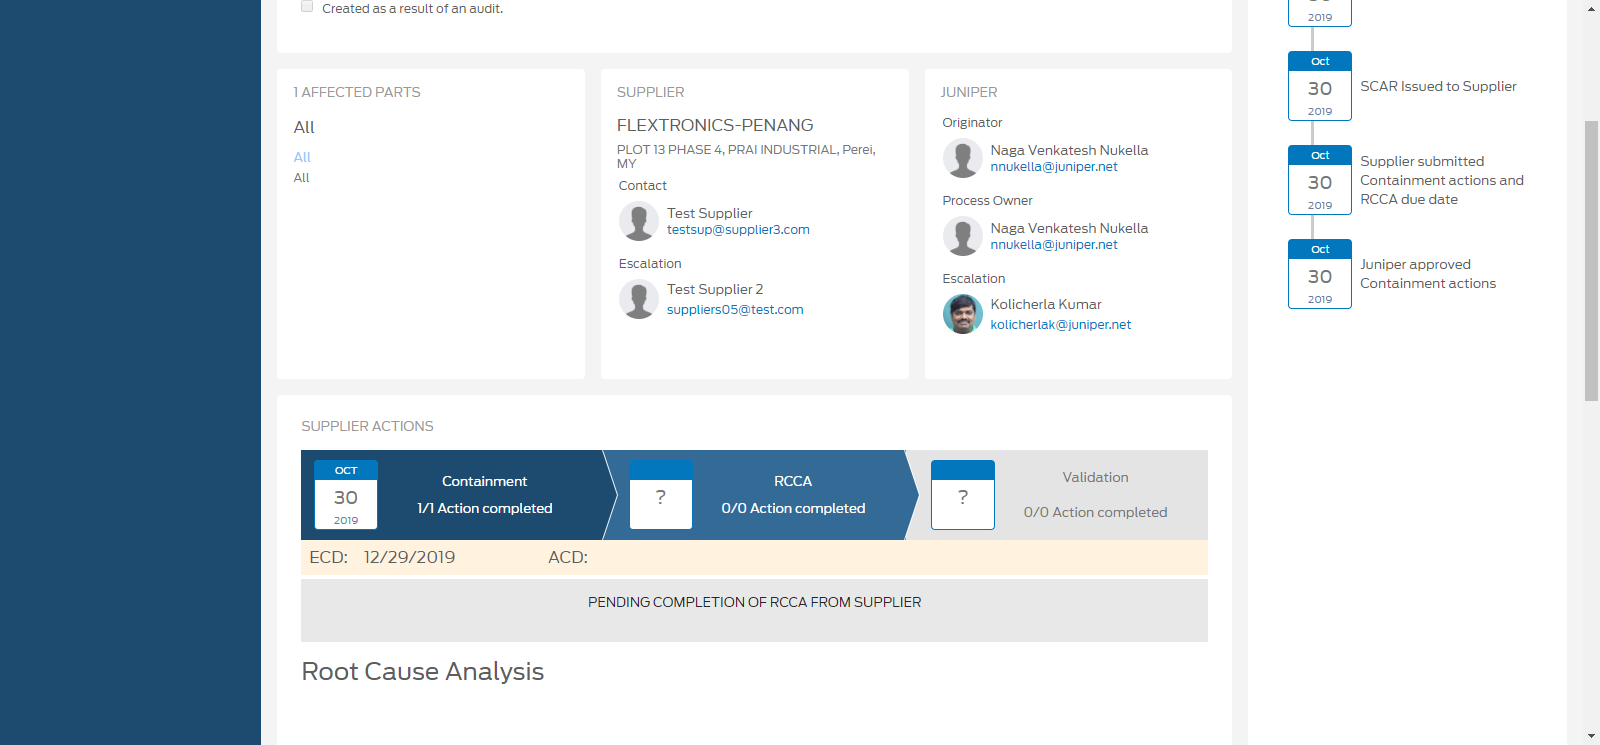 Created as a result of an audit.
1 AFFECTED PARTS
All
All
All
SUPPLIER
FLEXTRONICS-PENANG
PLOT 13 PHASE 4, PRAI INDUSTRIAL, Perei,
MY
Contact
Test Supplier
testsup@supplier3.com
Escalation
Test Supplier 2
suppliers05@test.com
JUNIPER
Originator
Naga Venkatesh Nukella
nnukella@juniper.net
Process Owner
Naga Venkatesh Nukella
nnukella@juniper.net
Escalation
Kolicherla Kumar
kolicherlak@juniper.net
SUPPLIER ACTIONS
OCT
30
2019
Containment
1/1 Action completed
?
RCCA
0/0 Action completed
?
Validation
0/0 Action completed
ECD: 12/29/2019 ACD:
PENDING COMPLETION OF RCCA FROM SUPPLIER
Root Cause Analysis
2019
Oct
30
2019
SCAR Issued to Supplier
Oct
30
2019
Supplier submitted
Containment actions and
RCCA due date
Oct
30
2019
Juniper approved
Containment actions